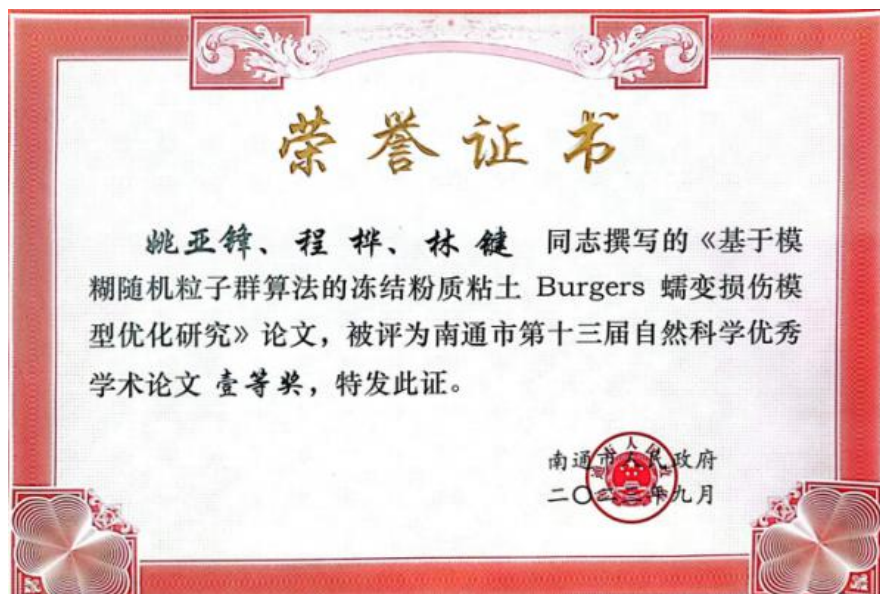 荣誉证书
姚亚锋、程桦、林键 同志撰写的《基于模
糊随机粒子群算法的冻结粉质粘土 Burgers 蠕变损伤模
型优化研究》论文，被评为南通市第十三届自然科学优秀
学术论文 壹等奖，特发此证。
南通市人民政府
二〇二三年九月